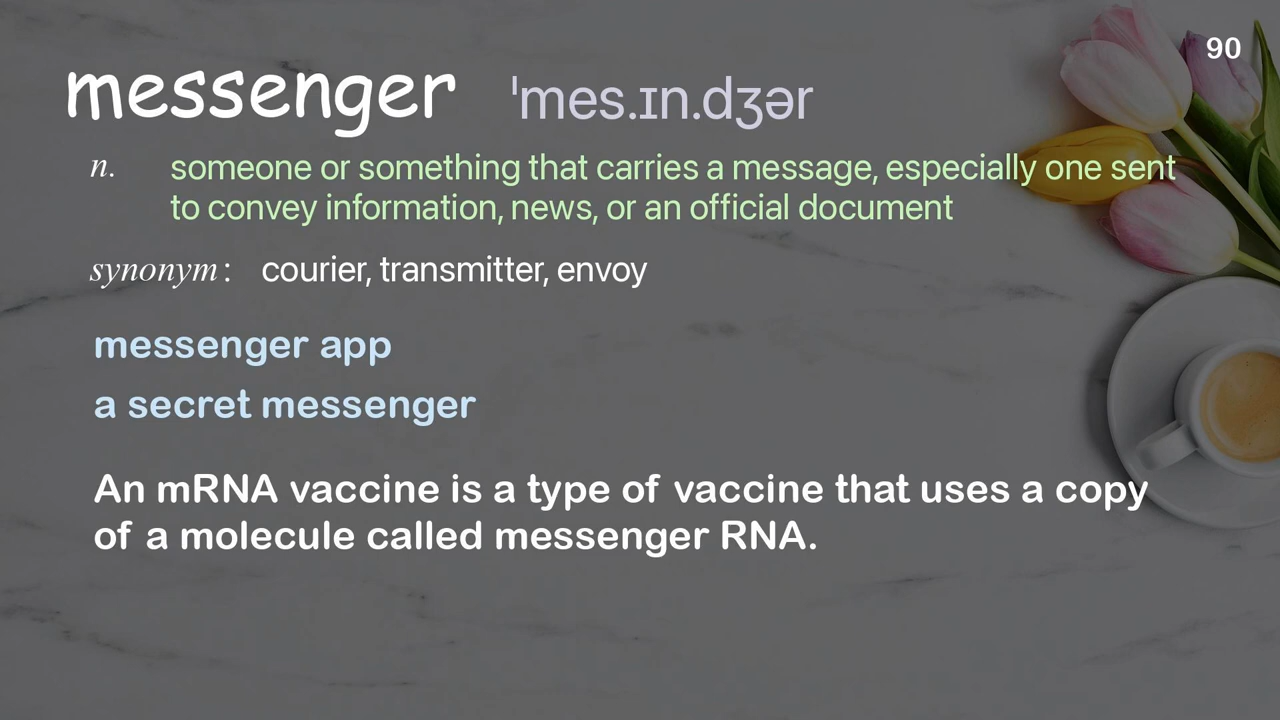 90
messenger ˈmes.ɪn.dʒər
n. someone or something that carries a message, especially one sent
to convey information, news, or an official document
synonym: courier, transmitter, envoy
messenger app
a secret messenger
An mRNA vaccine is a type of vaccine that uses a copy
of a molecule called messenger RNA.